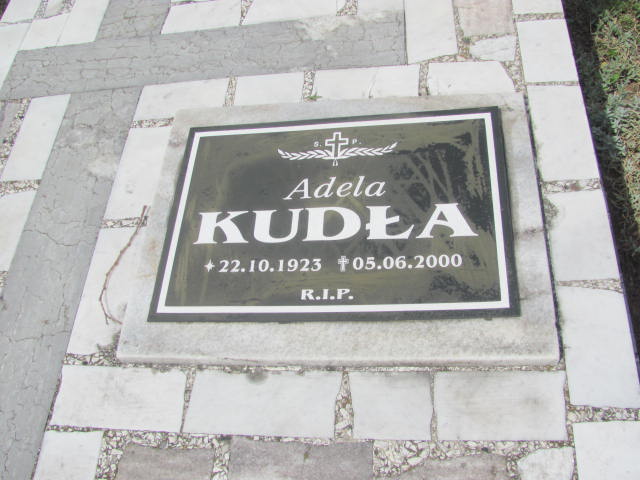 Ś. P.
Adela
KUDŁA
22.10.1923 05.06.2000
R.I.P.